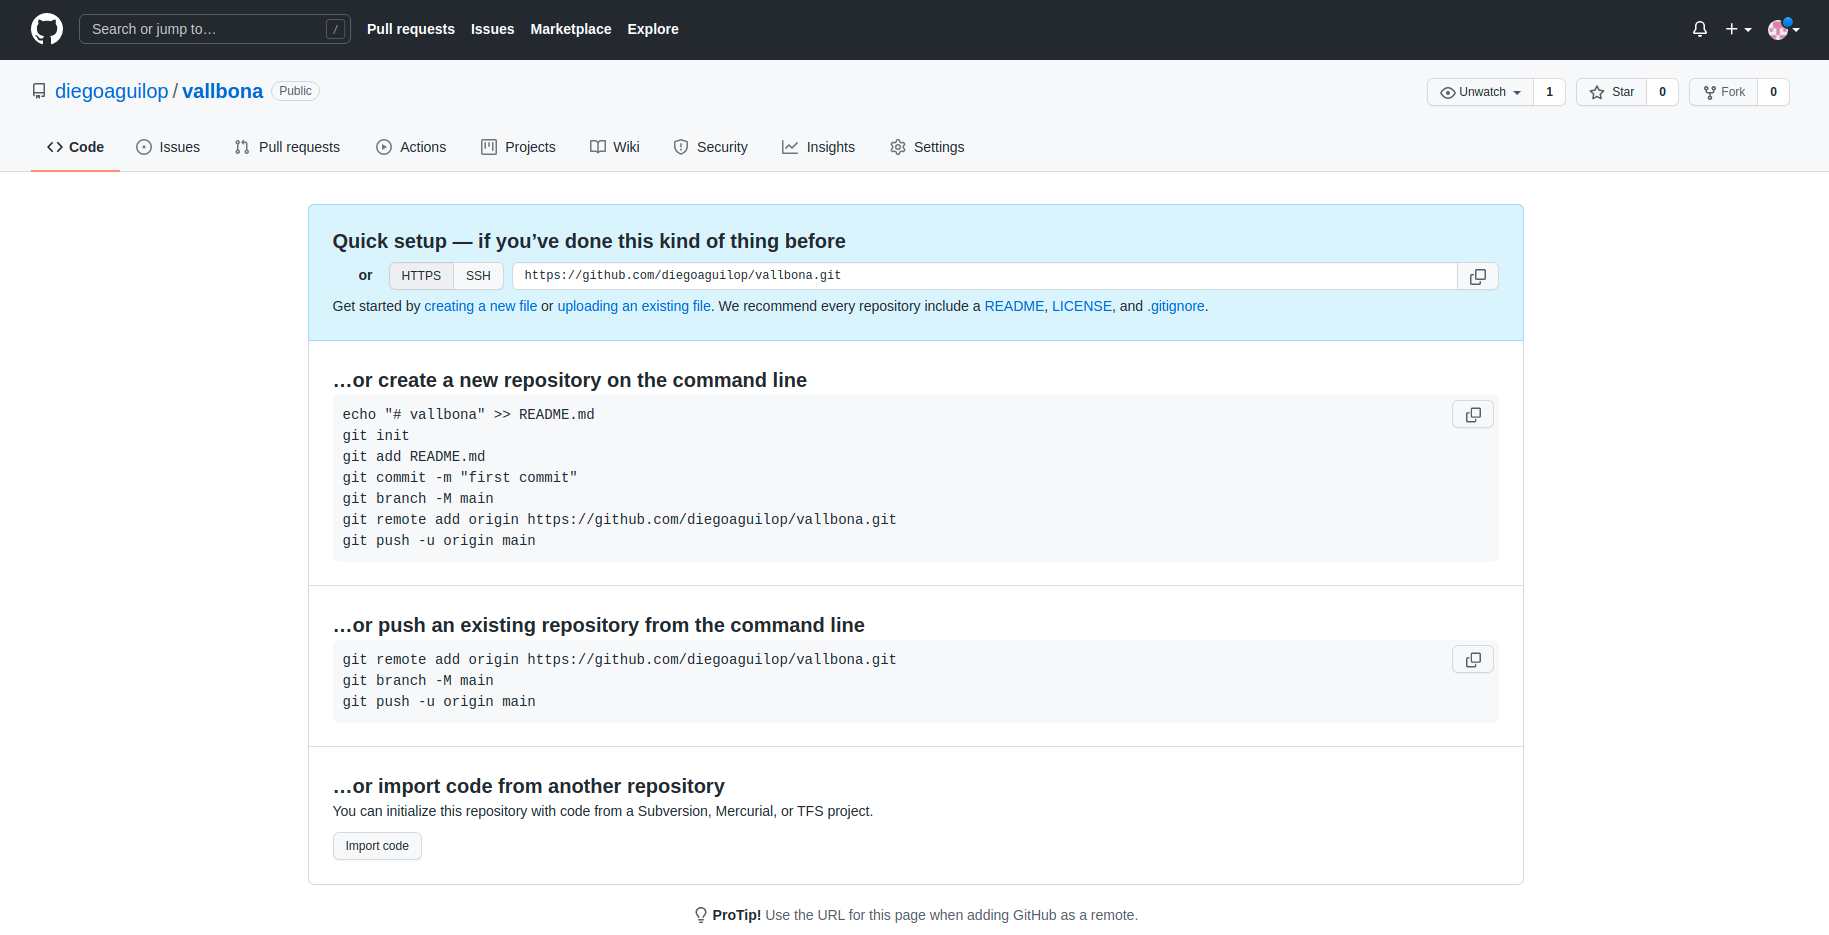 Search or jump to… /
Pull requests Issues Marketplace Explore
diegoaguilop / vallbona Public
Unwatch 1 Star 0 Fork 0
Code Issues Pull requests Actions Projects Wiki Security Insights Settings
Quick setup — if you’ve done this kind of thing before
or HTTPS SSH https://github.com/diegoaguilop/vallbona.git
Get started by creating a new file or uploading an existing file. We recommend every repository include a README, LICENSE, and .gitignore.
…or create a new repository on the command line
echo "# vallbona" >> README.md
git init
git add README.md
git commit -m "first commit"
git branch -M main
git remote add origin https://github.com/diegoaguilop/vallbona.git
git push -u origin main
…or push an existing repository from the command line
git remote add origin https://github.com/diegoaguilop/vallbona.git
git branch -M main
git push -u origin main
…or import code from another repository
You can initialize this repository with code from a Subversion, Mercurial, or TFS project.
Import code
ProTip! Use the URL for this page when adding GitHub as a remote.